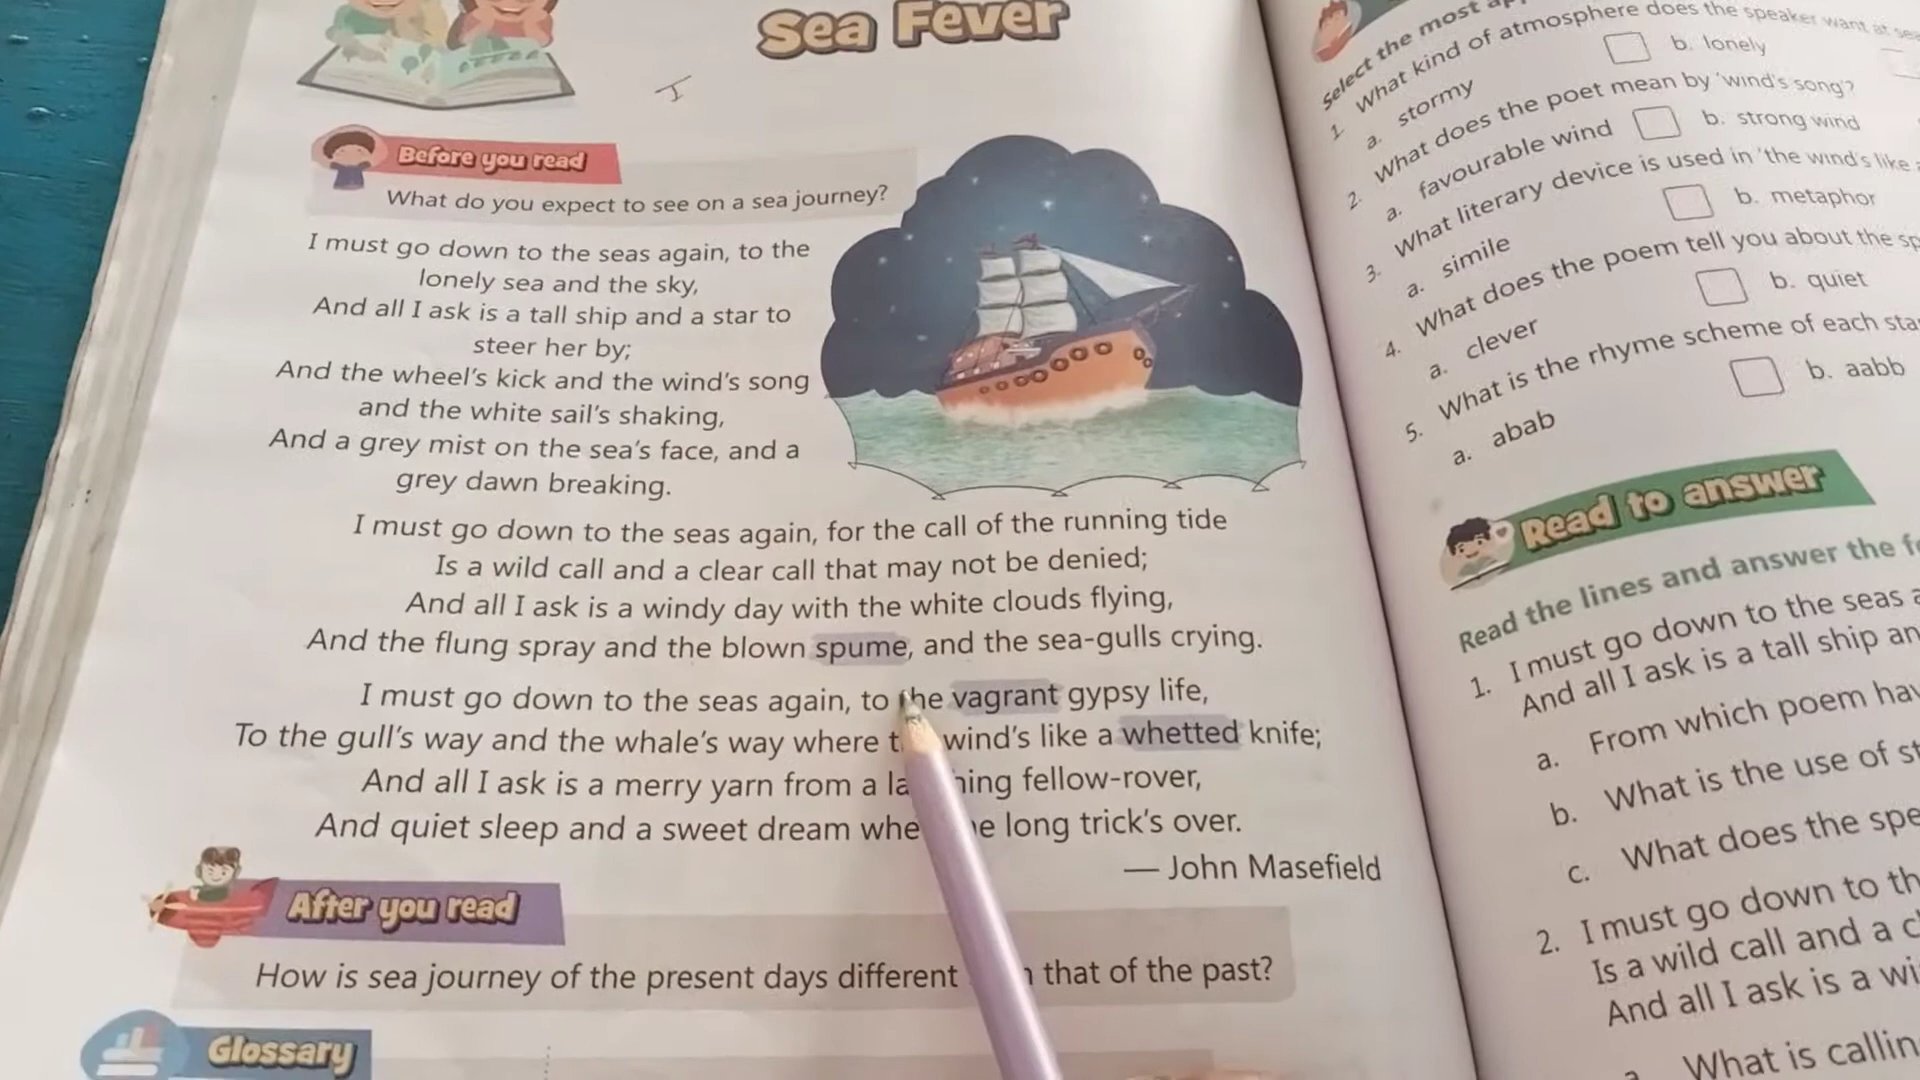 Sea Fever
Before you read
What do you expect to see on a sea journey?
I must go down to the seas again, to the
lonely sea and the sky,
And all I ask is a tall ship and a star to
steer her by;
And the wheel's kick and the wind's song
and the white sail's shaking,
And a grey mist on the sea's face, and a
grey dawn breaking.
I must go down to the seas again, for the call of the running tide
Is a wild call and a clear call that may not be denied;
And all I ask is a windy day with the white clouds flying,
And the flung spray and the blown spume, and the sea-gulls crying.
I must go down to the seas again, to the vagrant gypsy life,
To the gull's way and the whale's way where wind's like a whetted knife;
And all I ask is a merry yarn from a fellow-rover,
And quiet sleep and a sweet dream long trick's over.
— John Masefield
After you read
How is sea journey of the present days different that of the past?
Glossary
Select the most
1. What kind of atmosphere does the speaker want at
a. stormy b. lonely
2. What does the poet mean by 'wind's song'?
a. favourable wind b. strong wind
3. What literary device is used in 'the wind's like
a. simile b. metaphor
4. What does the poem tell you about the
a. clever b. quiet
5. What is the rhyme scheme of each
a. abab b. aabb
Read to answer
Read the lines and answer the
1. I must go down to the seas
And all I ask is a tall ship
a. From which poem
b. What is the use of
c. What does the
2. I must go down to
Is a wild call and a
And all I ask is a
What is